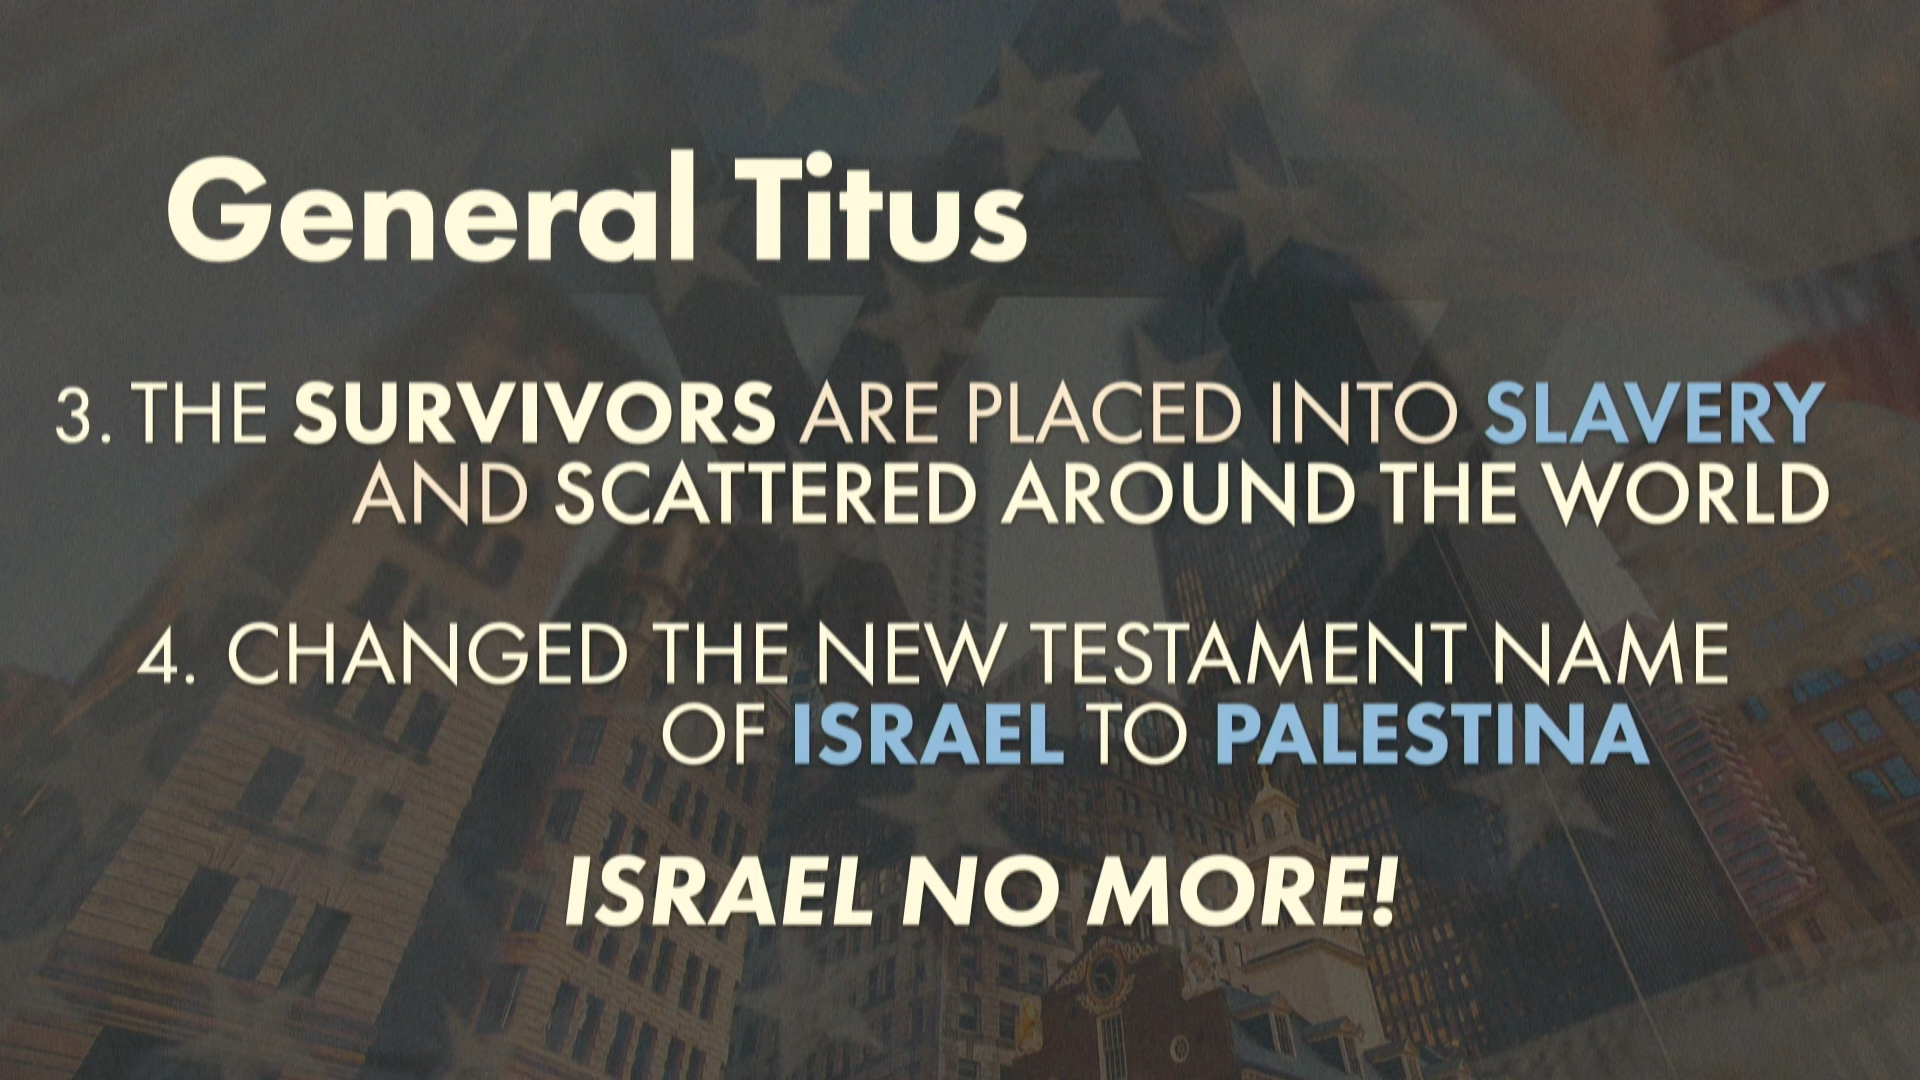 General Titus
3. THE SURVIVORS ARE PLACED INTO SLAVERY
AND SCATTERED AROUND THE WORLD
4. CHANGED THE NEW TESTAMENT NAME
OF ISRAEL TO PALESTINA
ISRAEL NO MORE!